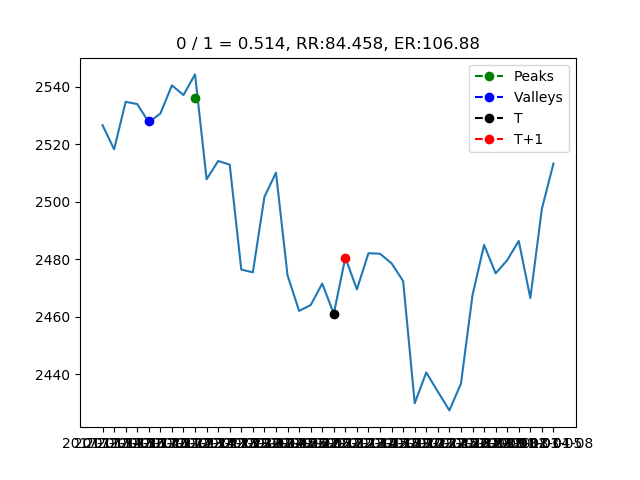 0 / 1 = 0.514, RR:84.458, ER:106.88
Peaks
Valleys
T
T+1
2540
2520
2500
2480
2460
2440